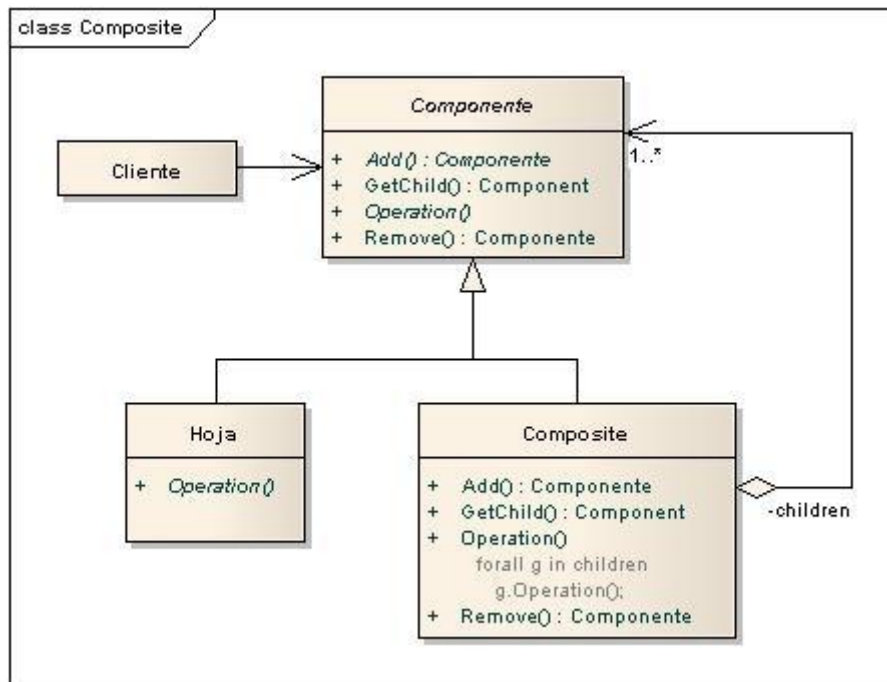 class Composite
Componente
+ Add() : Componente
+ GetChild() : Component
+ Operation()
+ Remove() : Componente
1..*
Cliente
Hoja
+ Operation()
Composite
+ Add() : Componente
+ GetChild() : Component
+ Operation()
forall g in children
g.Operation();
+ Remove() : Componente
-children